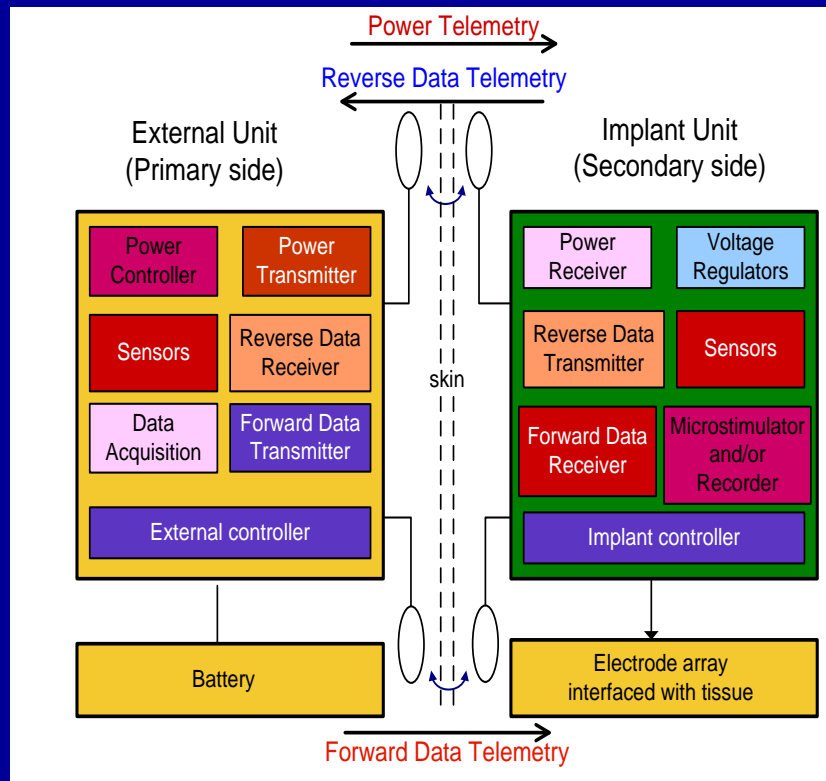 Power Telemetry
Reverse Data Telemetry
External Unit
(Primary side)
Implant Unit
(Secondary side)
Power
Controller
Power
Transmitter
Sensors
Reverse Data
Receiver
Data
Acquisition
Forward Data
Transmitter
External controller
skin
Power
Receiver
Voltage
Regulators
Reverse Data
Transmitter
Sensors
Forward Data
Receiver
Microstimulator
and/or
Recorder
Implant controller
Battery
Electrode array
interfaced with tissue
Forward Data Telemetry